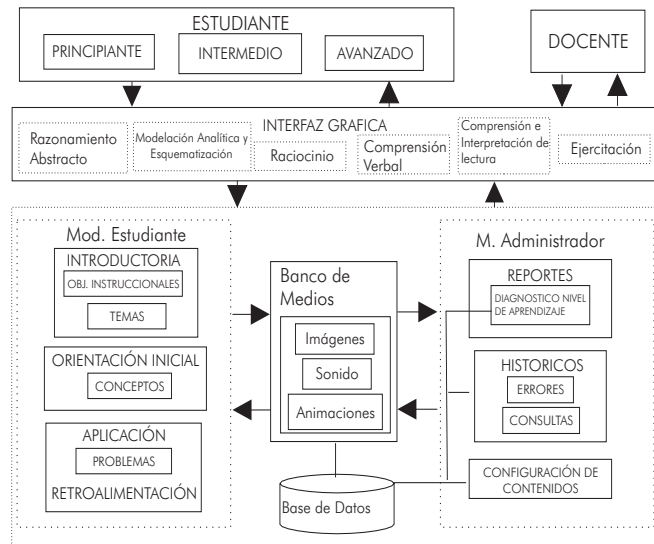 ESTUDIANTE
PRINCIPIANTE
INTERMEDIO
AVANZADO
DOCENTE
INTERFAZ GRAFICA
Razonamiento
Abstracto
Modelación Analítica y
Esquematización
Raciocinio
Comprensión
Verbal
Comprensión e
Interpretación de
lectura
Ejercitación
Mod. Estudiante
INTRODUCTORIA
OBJ. INSTRUCCIONALES
TEMAS
ORIENTACIÓN INICIAL
CONCEPTOS
APLICACIÓN
PROBLEMAS
RETROALIMENTACIÓN
Banco de
Medios
Imágenes
Sonido
Animaciones
Base de Datos
M. Administrador
REPORTES
DIAGNOSTICO NIVEL
DE APRENDIZAJE
HISTORICOS
ERRORES
CONSULTAS
CONFIGURACIÓN DE
CONTENIDOS